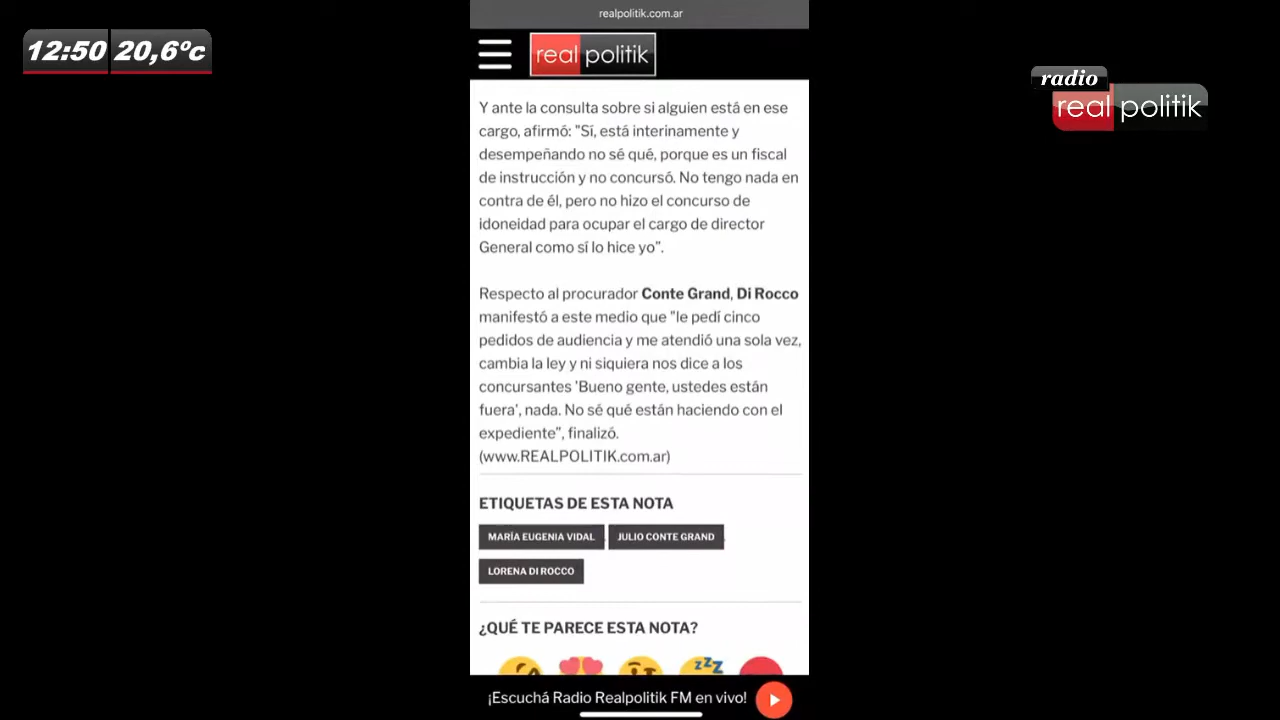 realpolitik.com.ar
12:50 20,6ºc
real politik
radio
real politik
Y ante la consulta sobre si alguien está en ese
cargo, afirmó: "Sí, está interinamente y
desempeñando no sé qué, porque es un fiscal
de instrucción y no concursó. No tengo nada en
contra de él, pero no hizo el concurso de
idoneidad para ocupar el cargo de director
General como sí lo hice yo".
Respecto al procurador Conte Grand, Di Rocco
manifestó a este medio que "le pedí cinco
pedidos de audiencia y me atendió una sola vez,
cambia la ley y ni siquiera nos dice a los
concursantes 'Bueno gente, ustedes están
fuera', nada. No sé qué están haciendo con el
expediente", finalizó.
(www.REALPOLITIK.com.ar)
ETIQUETAS DE ESTA NOTA
MARÍA EUGENIA VIDAL JULIO CONTE GRAND
LORENA DI ROCCO
¿QUÉ TE PARECE ESTA NOTA?
zzz
¡Escuchá Radio Realpolitik FM en vivo!